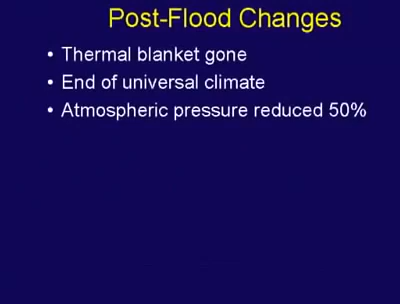 Post-Flood Changes
• Thermal blanket gone
• End of universal climate
• Atmospheric pressure reduced 50%